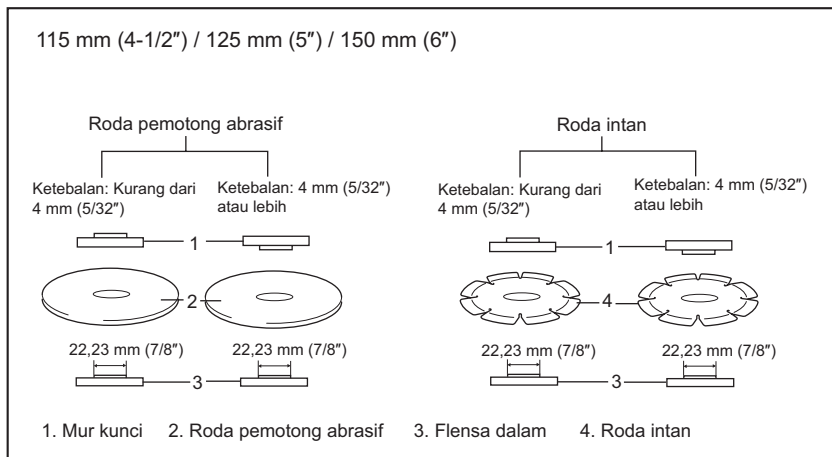 115 mm (4-1/2″) / 125 mm (5″) / 150 mm (6″)
Roda pemotong abrasif
Ketebalan: Kurang dari
4 mm (5/32″)
Ketebalan: 4 mm (5/32″)
atau lebih
1
2
22,23 mm (7/8″)
22,23 mm (7/8″)
3
Roda intan
Ketebalan: Kurang dari
4 mm (5/32″)
Ketebalan: 4 mm (5/32″)
atau lebih
1
4
22,23 mm (7/8″)
22,23 mm (7/8″)
3
1. Mur kunci 2. Roda pemotong abrasif 3. Flensa dalam 4. Roda intan